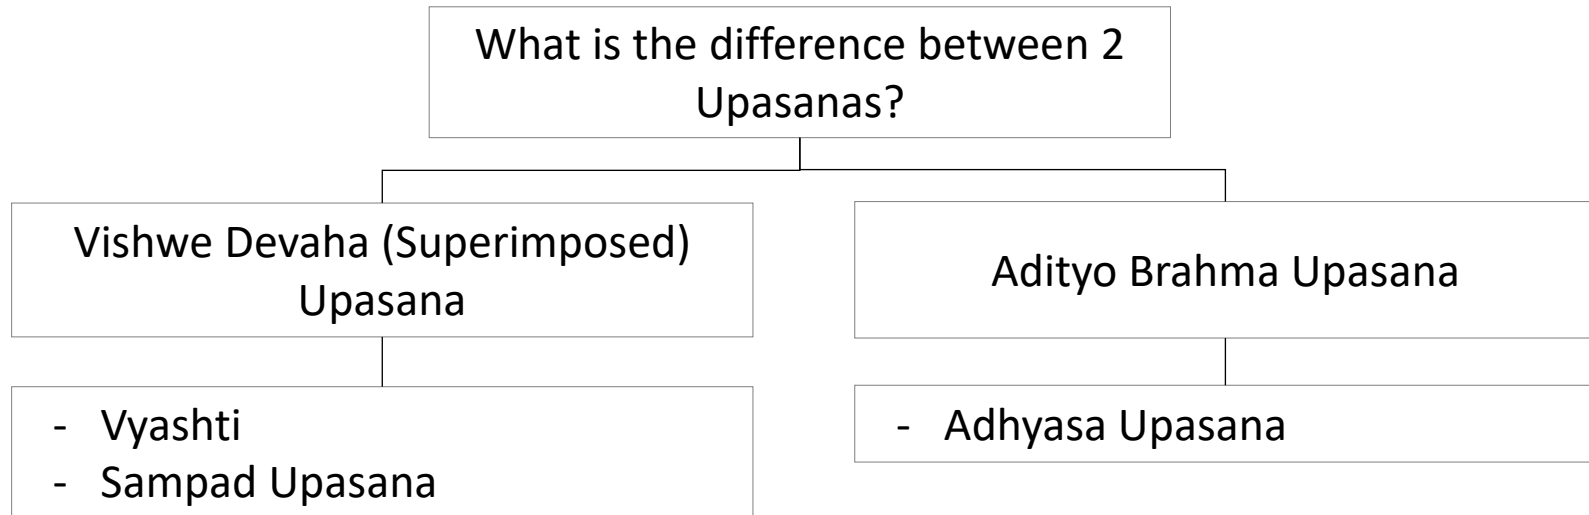 What is the difference between 2
Upasanas?
Vishwe Devaha (Superimposed)
Upasana
Adityo Brahma Upasana
- Vyashti
- Sampad Upasana
- Adhyasa Upasana